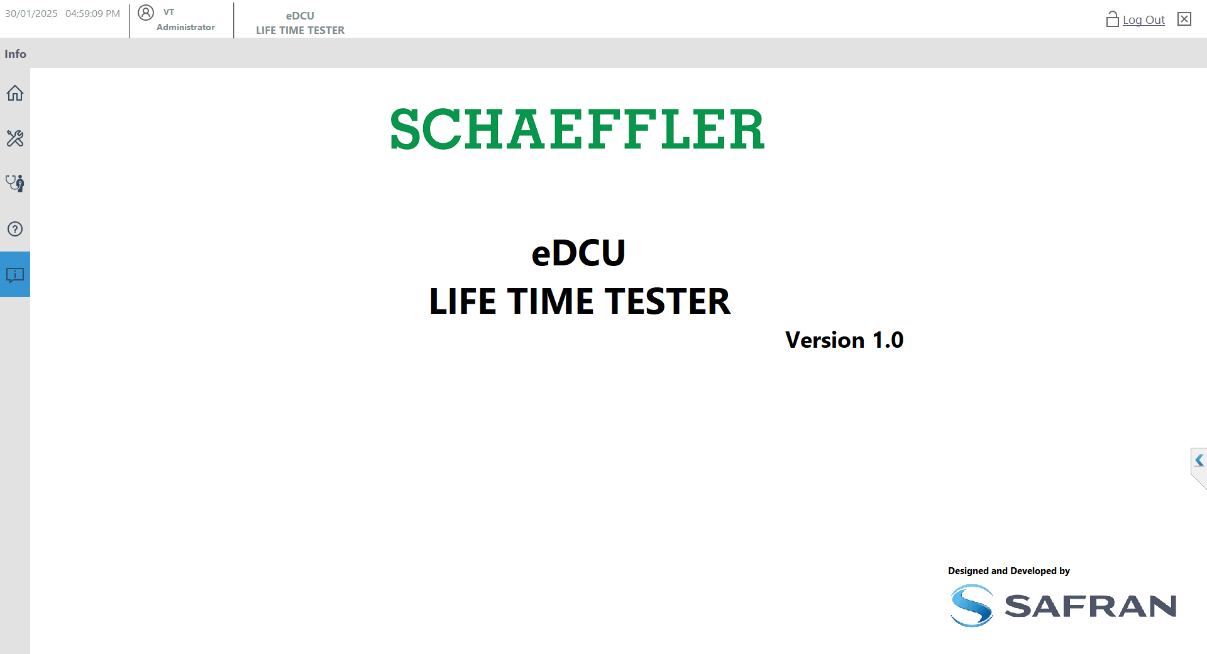 30/01/2025 04:59:09 PM
VT
Administrator
eDCU
LIFE TIME TESTER
Log Out
Info
SCHAEFFLER
eDCU
LIFE TIME TESTER
Version 1.0
Designed and Developed by
SAFRAN